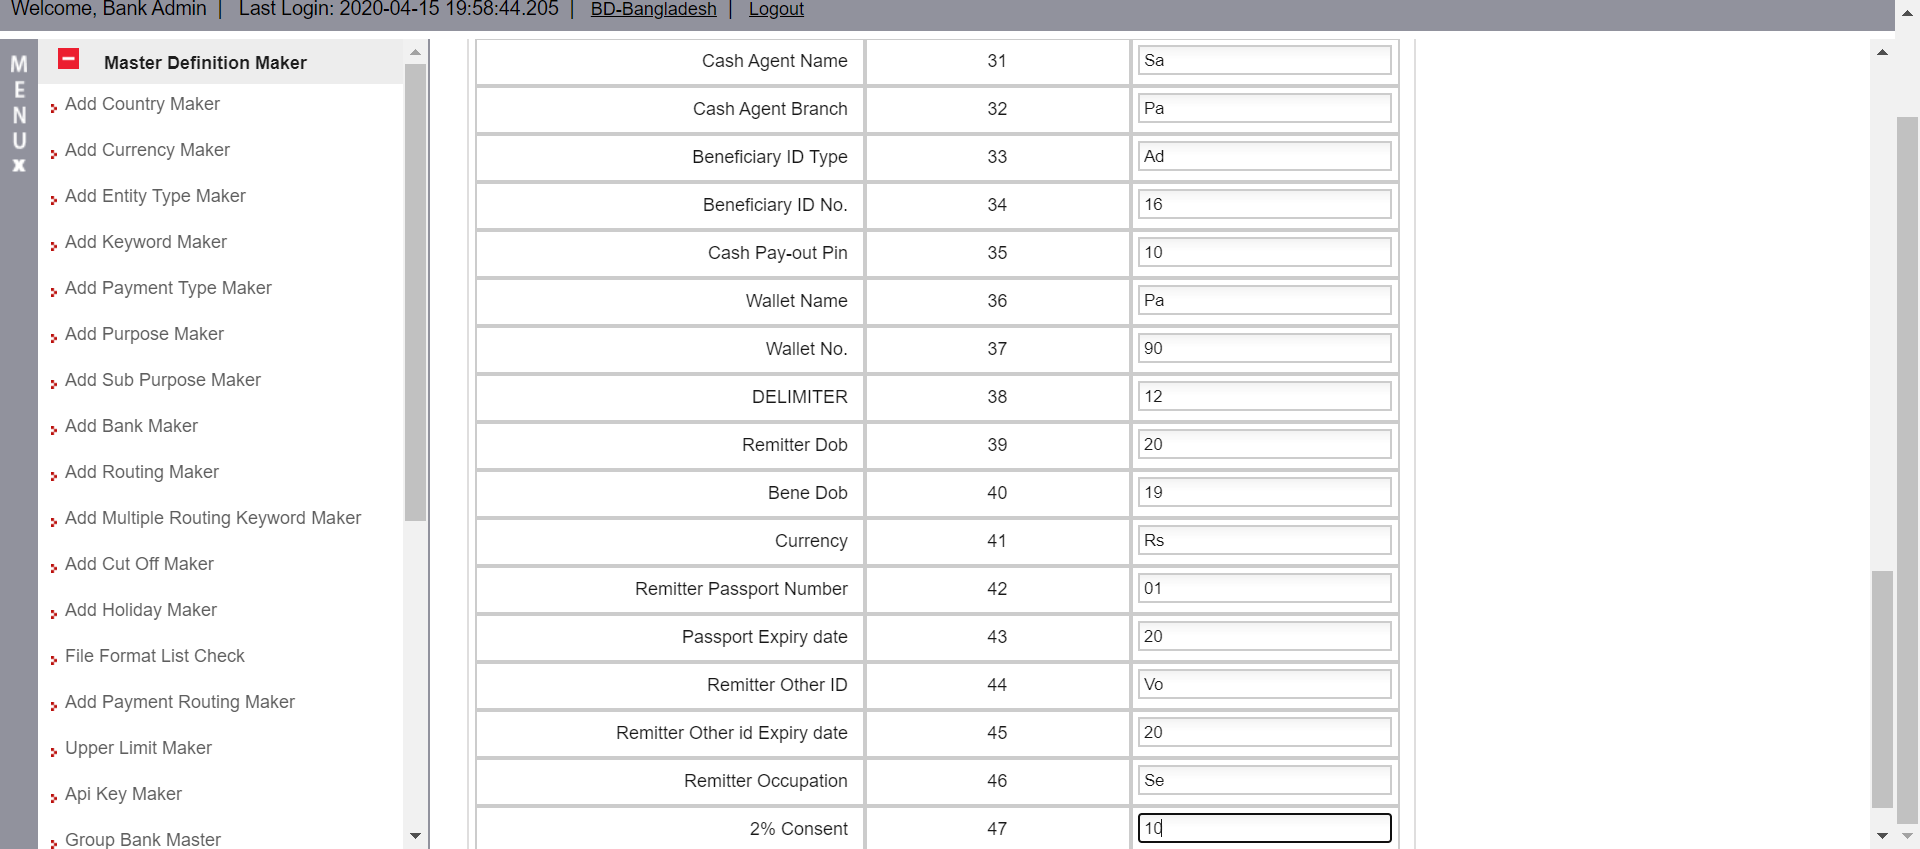 Welcome, Bank Admin | Last Login: 2020-04-15 19:58:44.205 | BD-Bangladesh | Logout
MENU x
Master Definition Maker
Add Country Maker
Add Currency Maker
Add Entity Type Maker
Add Keyword Maker
Add Payment Type Maker
Add Purpose Maker
Add Sub Purpose Maker
Add Bank Maker
Add Routing Maker
Add Multiple Routing Keyword Maker
Add Cut Off Maker
Add Holiday Maker
File Format List Check
Add Payment Routing Maker
Upper Limit Maker
Api Key Maker
Group Bank Master
Cash Agent Name 31 Sa
Cash Agent Branch 32 Pa
Beneficiary ID Type 33 Ad
Beneficiary ID No. 34 16
Cash Pay-out Pin 35 10
Wallet Name 36 Pa
Wallet No. 37 90
DELIMITER 38 12
Remitter Dob 39 20
Bene Dob 40 19
Currency 41 Rs
Remitter Passport Number 42 01
Passport Expiry date 43 20
Remitter Other ID 44 Vo
Remitter Other id Expiry date 45 20
Remitter Occupation 46 Se
2% Consent 47 10